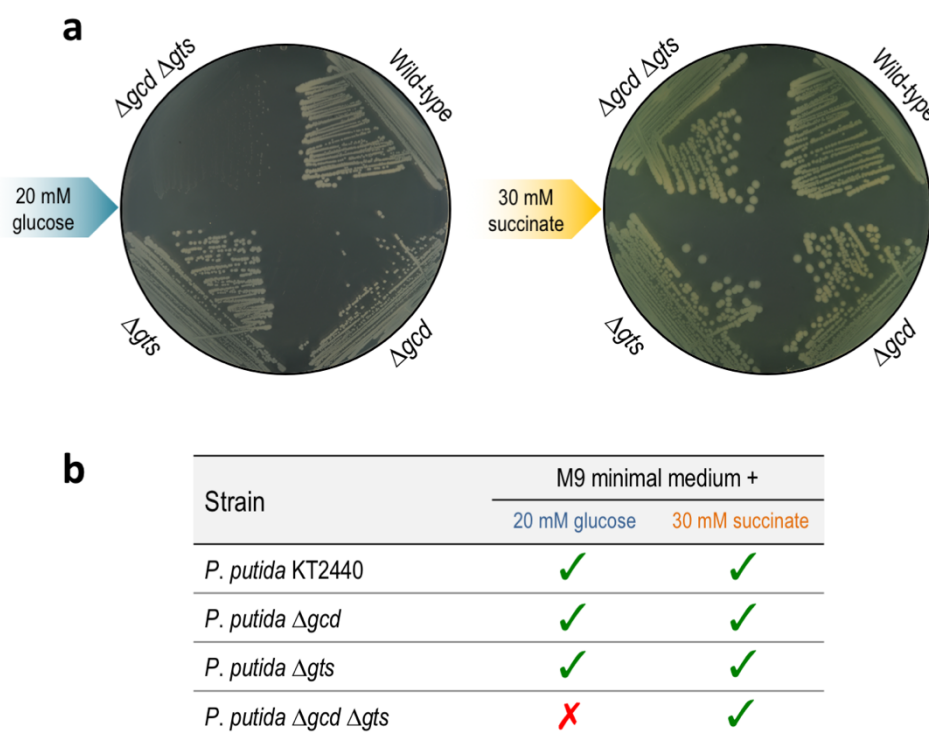 a
Δgcd Δgts
Wild-type
20 mM
glucose
Δgts
Δgcd
Δgcd Δgts
Wild-type
30 mM
succinate
Δgts
Δgcd
b
Strain
M9 minimal medium +
20 mM glucose
30 mM succinate
P. putida KT2440
✓ ✓
P. putida Δgcd
✓ ✓
P. putida Δgts
✓ ✓
P. putida Δgcd Δgts
✗ ✓